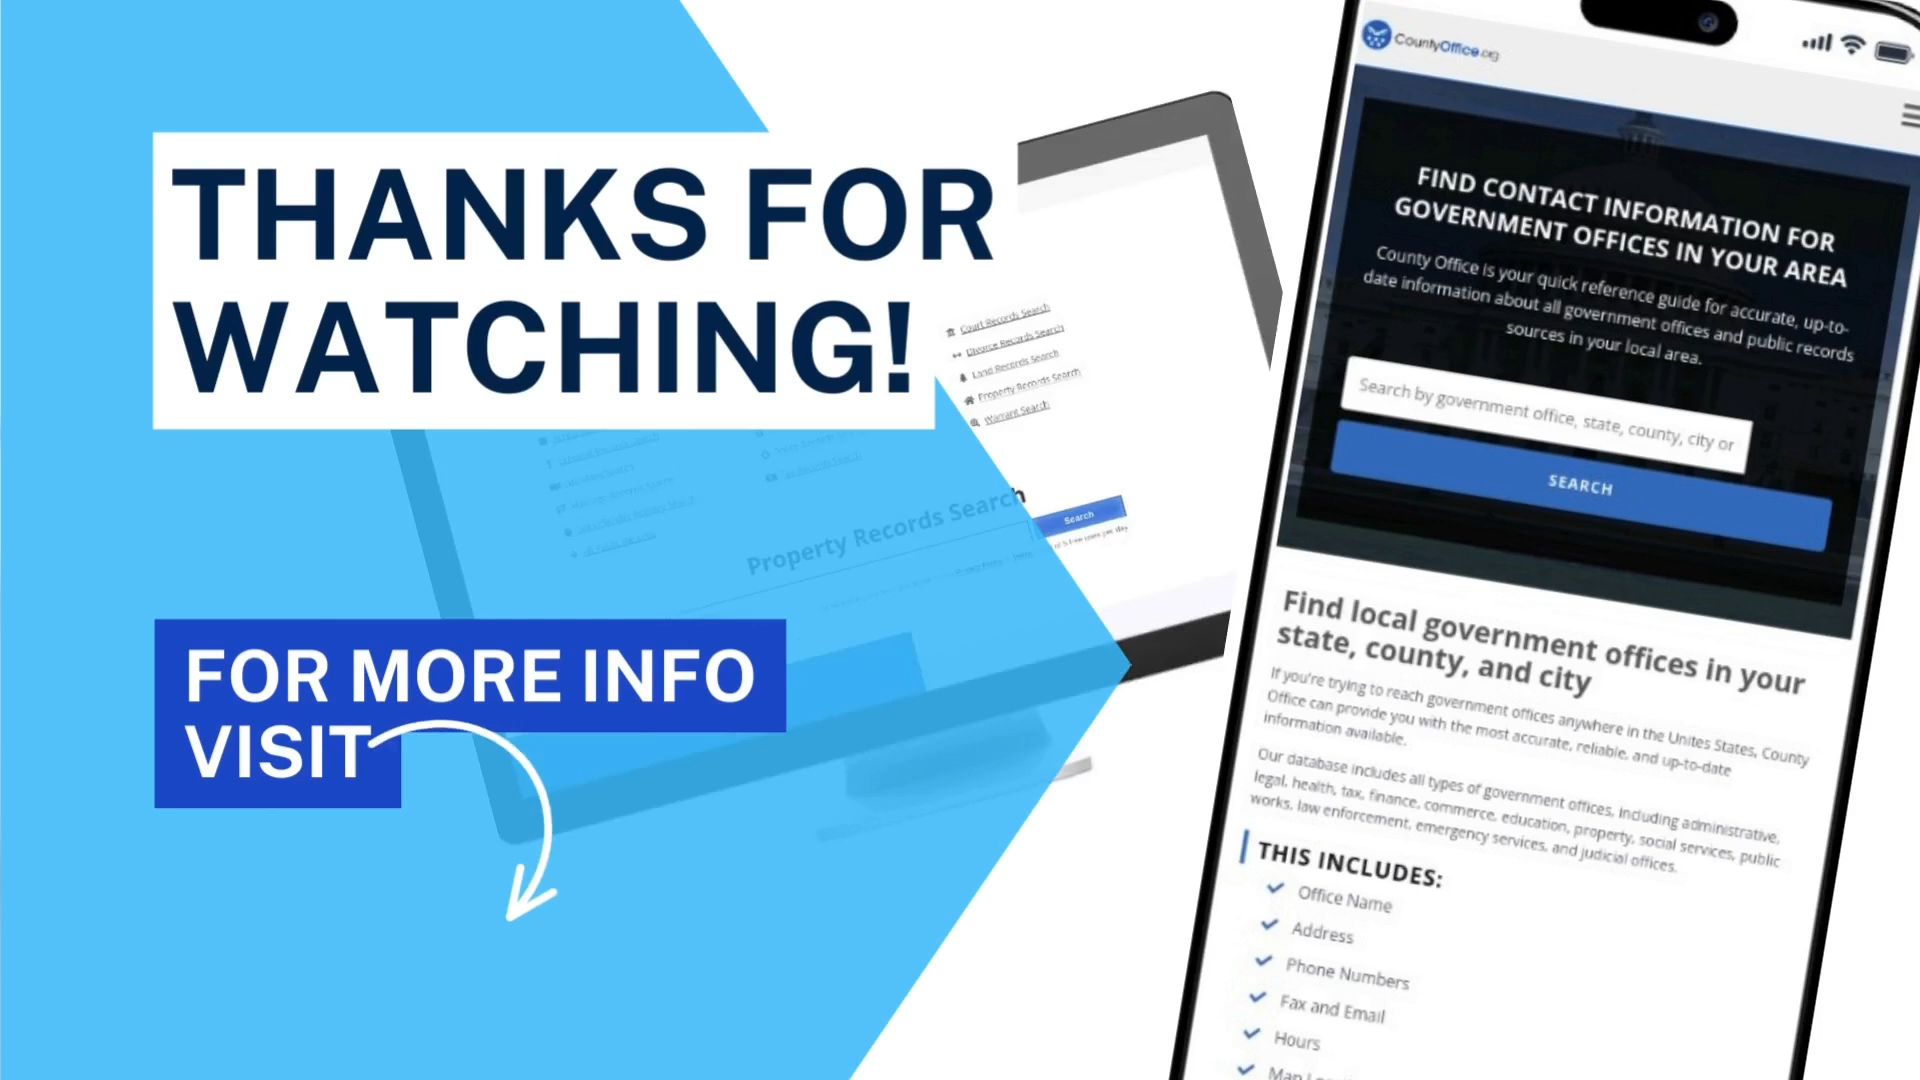 THANKS FOR
WATCHING!
FOR MORE INFO
VISIT
Court Records Search
Divorce Records Search
Land Records Search
Property Records Search
Warrant Search
Property Records Search
Search
CountyOffice.org
FIND CONTACT INFORMATION FOR
GOVERNMENT OFFICES IN YOUR AREA
County Office is your quick reference guide for accurate, up-to-
date information about all government offices and public records
sources in your local area.
Search by government office, state, county, city or
SEARCH
Find local government offices in your
state, county, and city
If you're trying to reach government offices anywhere in the Unites States, County
Office can provide you with the most accurate, reliable, and up-to-date
information available.
Our database includes all types of government offices, including administrative,
legal, health, tax, finance, commerce, education, property, social services, public
works, law enforcement, emergency services, and judicial offices.
THIS INCLUDES:
Office Name
Address
Phone Numbers
Fax and Email
Hours
Map